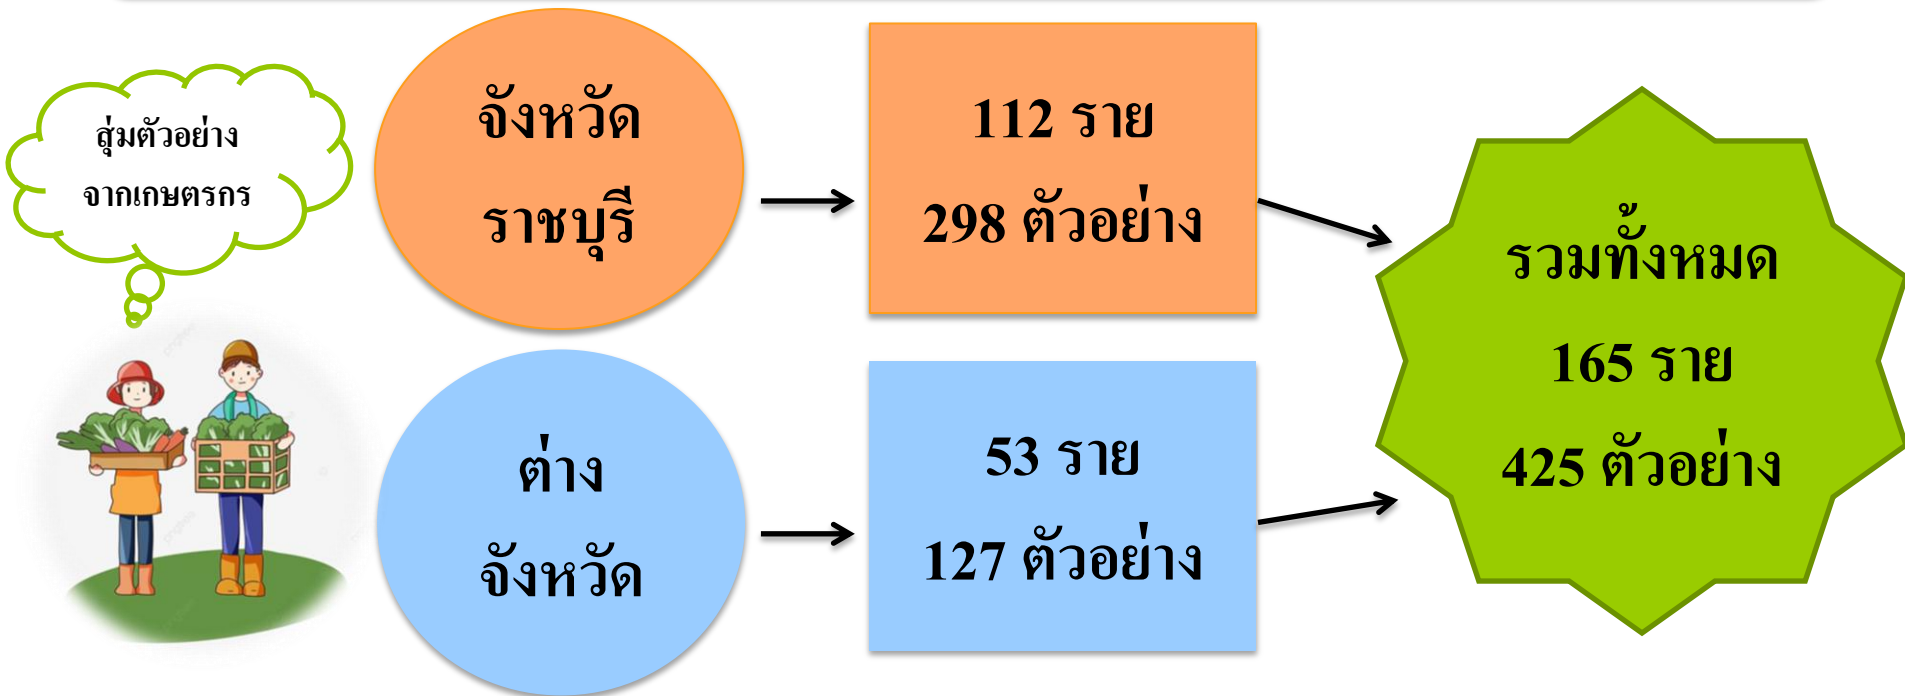 สุ่มตัวอย่าง
จากเกษตรกร
จังหวัด
ราชบุรี
112 ราย
298 ตัวอย่าง
ต่าง
จังหวัด
53 ราย
127 ตัวอย่าง
รวมทั้งหมด
165 ราย
425 ตัวอย่าง